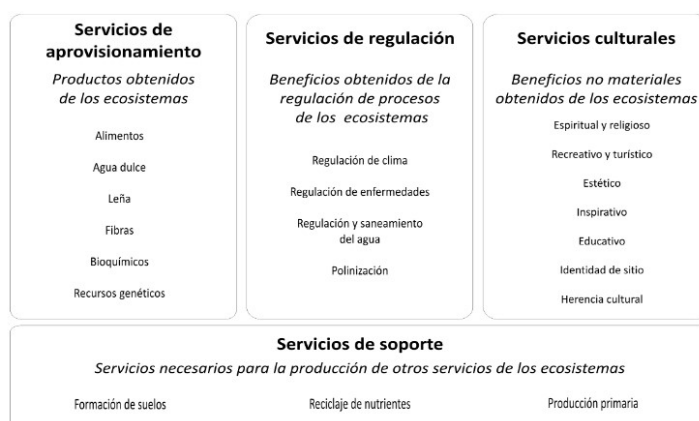 Servicios de
aprovisionamiento
Productos obtenidos
de los ecosistemas
Alimentos
Agua dulce
Leña
Fibras
Bioquímicos
Recursos genéticos
Servicios de regulación
Beneficios obtenidos de la
regulación de procesos
de los ecosistemas
Regulación de clima
Regulación de enfermedades
Regulación y saneamiento
del agua
Polinización
Servicios culturales
Beneficios no materiales
obtenidos de los ecosistemas
Espiritual y religioso
Recreativo y turístico
Estético
Inspirativo
Educativo
Identidad de sitio
Herencia cultural
Servicios de soporte
Servicios necesarios para la producción de otros servicios de los ecosistemas
Formación de suelos
Reciclaje de nutrientes
Producción primaria